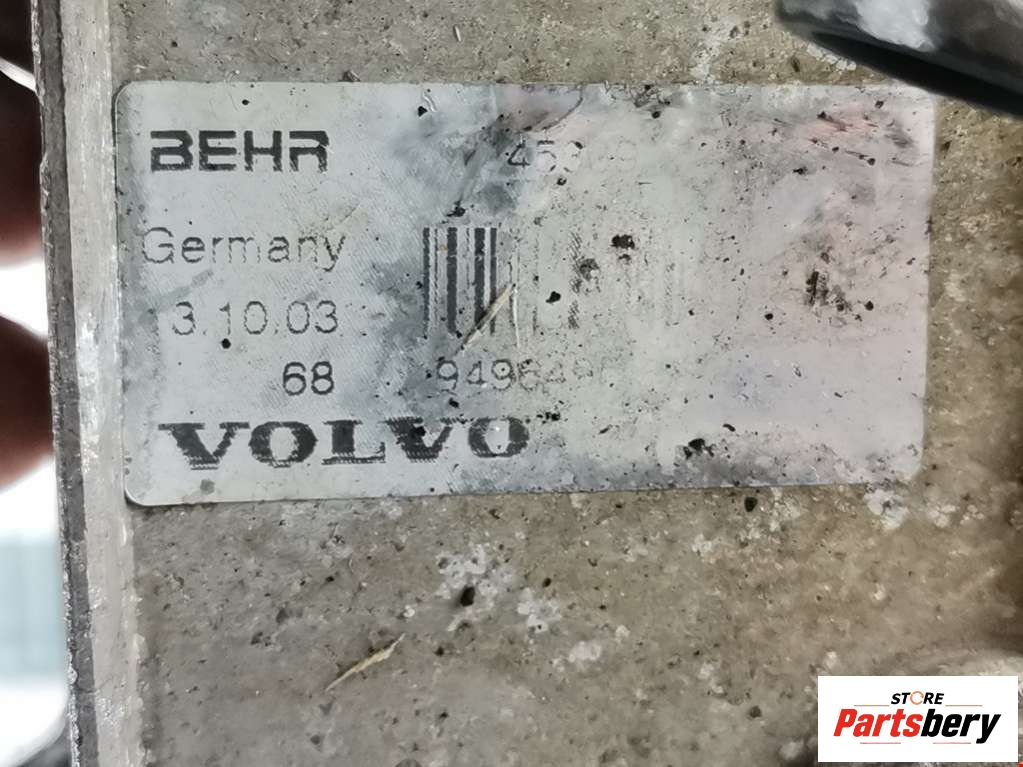 BEHR
Germany
3.10.03
68
VOLVO
STORE
Partsbery